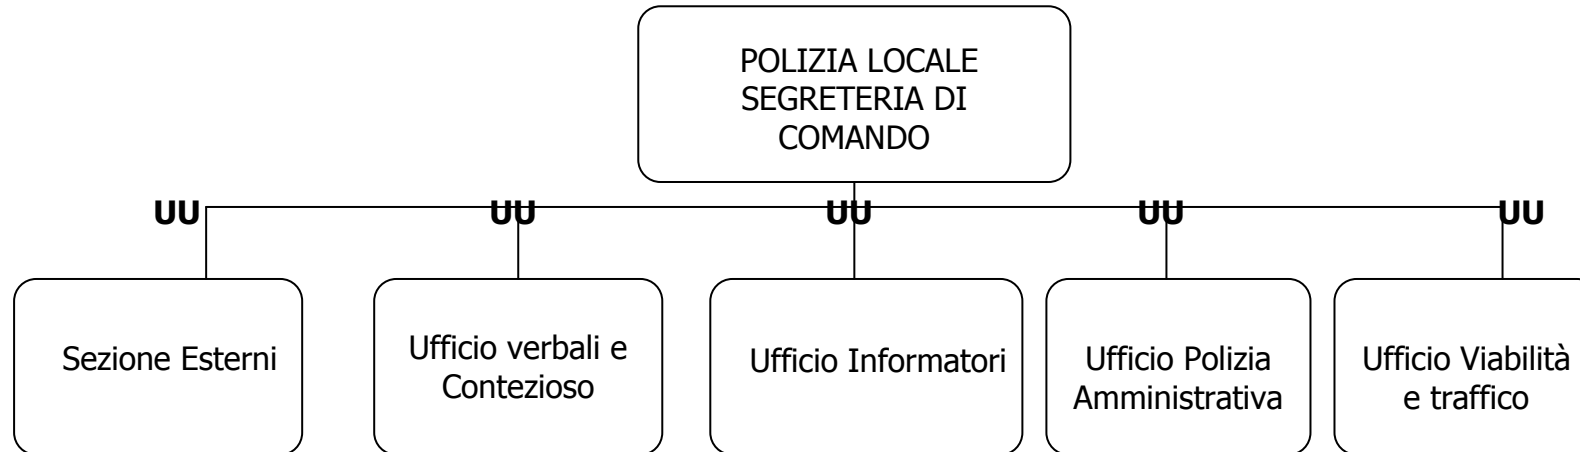 POLIZIA LOCALE
SEGRETERIA DI
COMANDO
UU UU UU UU UU
Sezione Esterni
Ufficio verbali e
Contezioso
Ufficio Informatori
Ufficio Polizia
Amministrativa
Ufficio Viabilità
e traffico